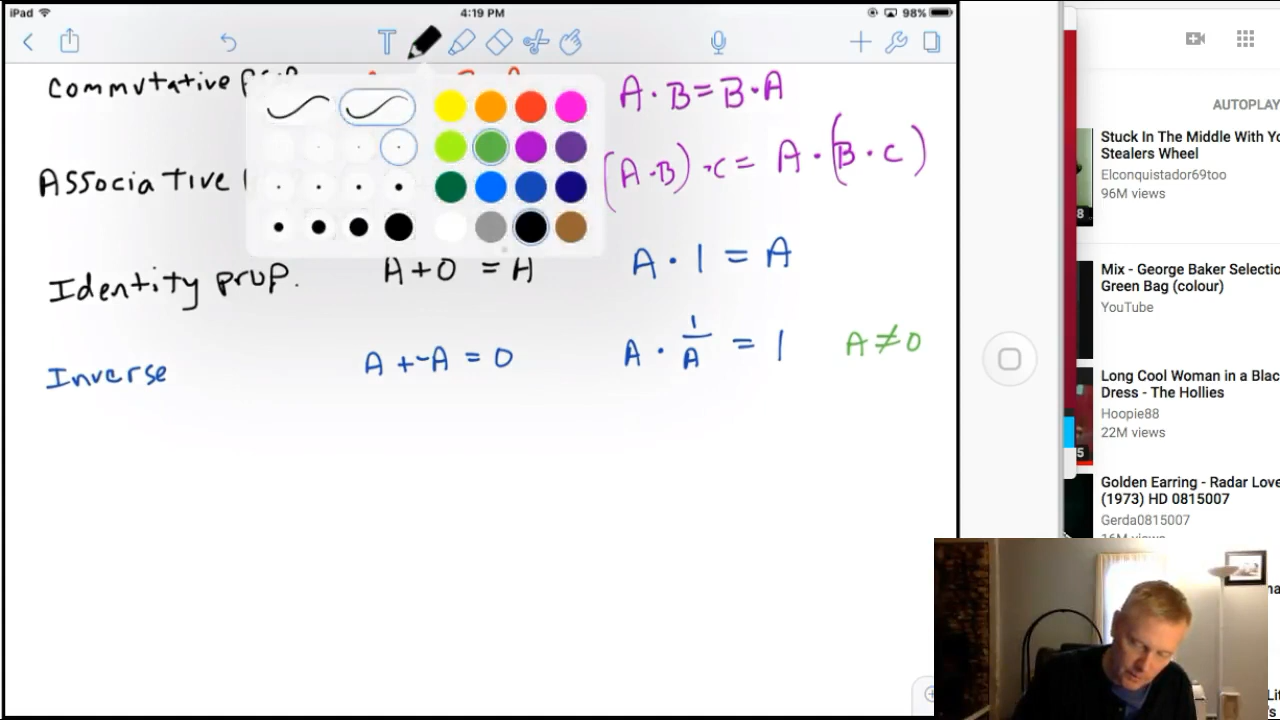 iPad 4:19 PM 98%
T
Commutative A · B = B · A
Associative (A · B) · C = A · (B · C)
Identity prop. A + 0 = A A · 1 = A
Inverse A + -A = 0 A · 1/A = 1 A ≠ 0
AUTOPLAY
Stuck In The Middle With Yo
Stealers Wheel
Elconquistador69too
96M views
8
Mix - George Baker Selectio
Green Bag (colour)
YouTube
Long Cool Woman in a Blac
Dress - The Hollies
Hoopie88
22M views
5
Golden Earring - Radar Love
(1973) HD 0815007
Gerda0815007